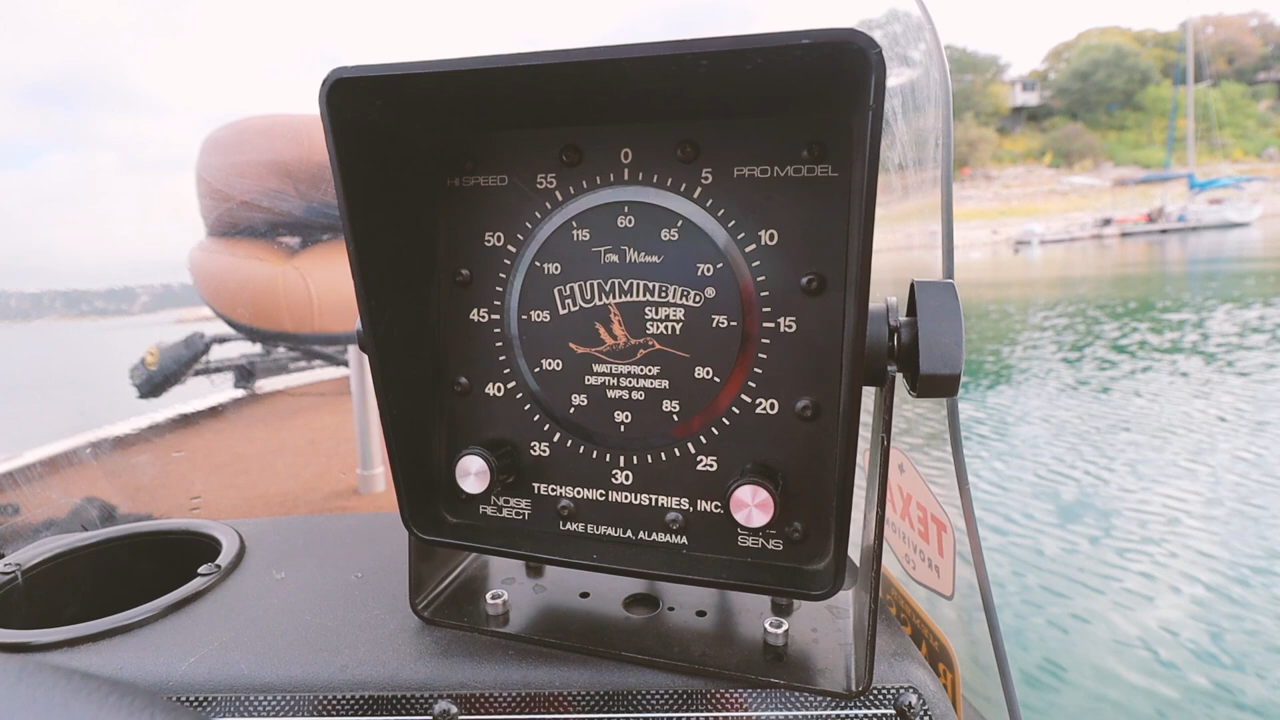 HI SPEED
PRO MODEL
0
5
10
15
20
25
30
35
40
45
50
55
60
65
70
75
80
85
90
95
100
105
110
115
Tom Mann
HUMMINBIRD®
SUPER
SIXTY
WATERPROOF
DEPTH SOUNDER
WPS 60
NOISE
REJECT
TECHSONIC INDUSTRIES, INC.
LAKE EUFAULA, ALABAMA
SENS
PROVISION
CO.